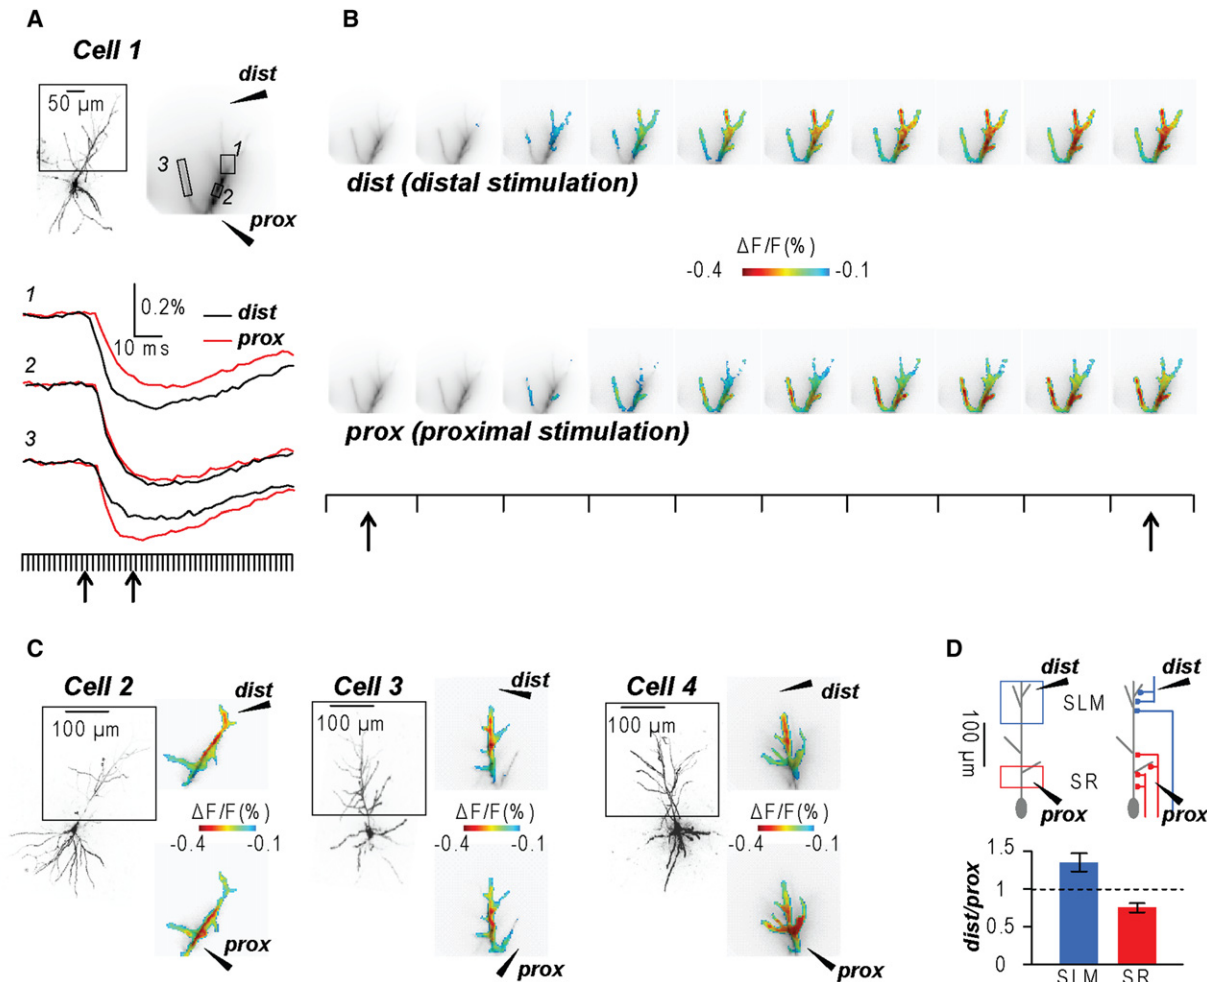 A
Cell 1
50 µm
dist
3
1
2
prox
1
0.2%
10 ms
dist
prox
2
3
B
dist (distal stimulation)
ΔF/F(%)
-0.4
-0.1
prox (proximal stimulation)
C
Cell 2
100 µm
dist
ΔF/F(%)
-0.4
-0.1
prox
Cell 3
100 µm
dist
ΔF/F(%)
-0.4
-0.1
prox
Cell 4
100 µm
dist
ΔF/F(%)
-0.4
-0.1
prox
D
dist
dist
SLM
100 µm
SR
prox
prox
1.5
1
0.5
0
dist/prox
SLM
SR